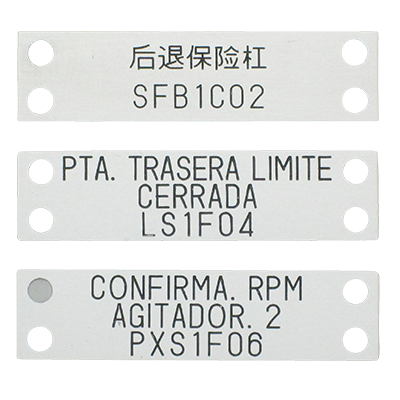 后退保险杠
SFB1C02
PTA. TRASERA LIMITE
CERRADA
LS1F04
CONFIRMA. RPM
AGITADOR. 2
PXS1F06